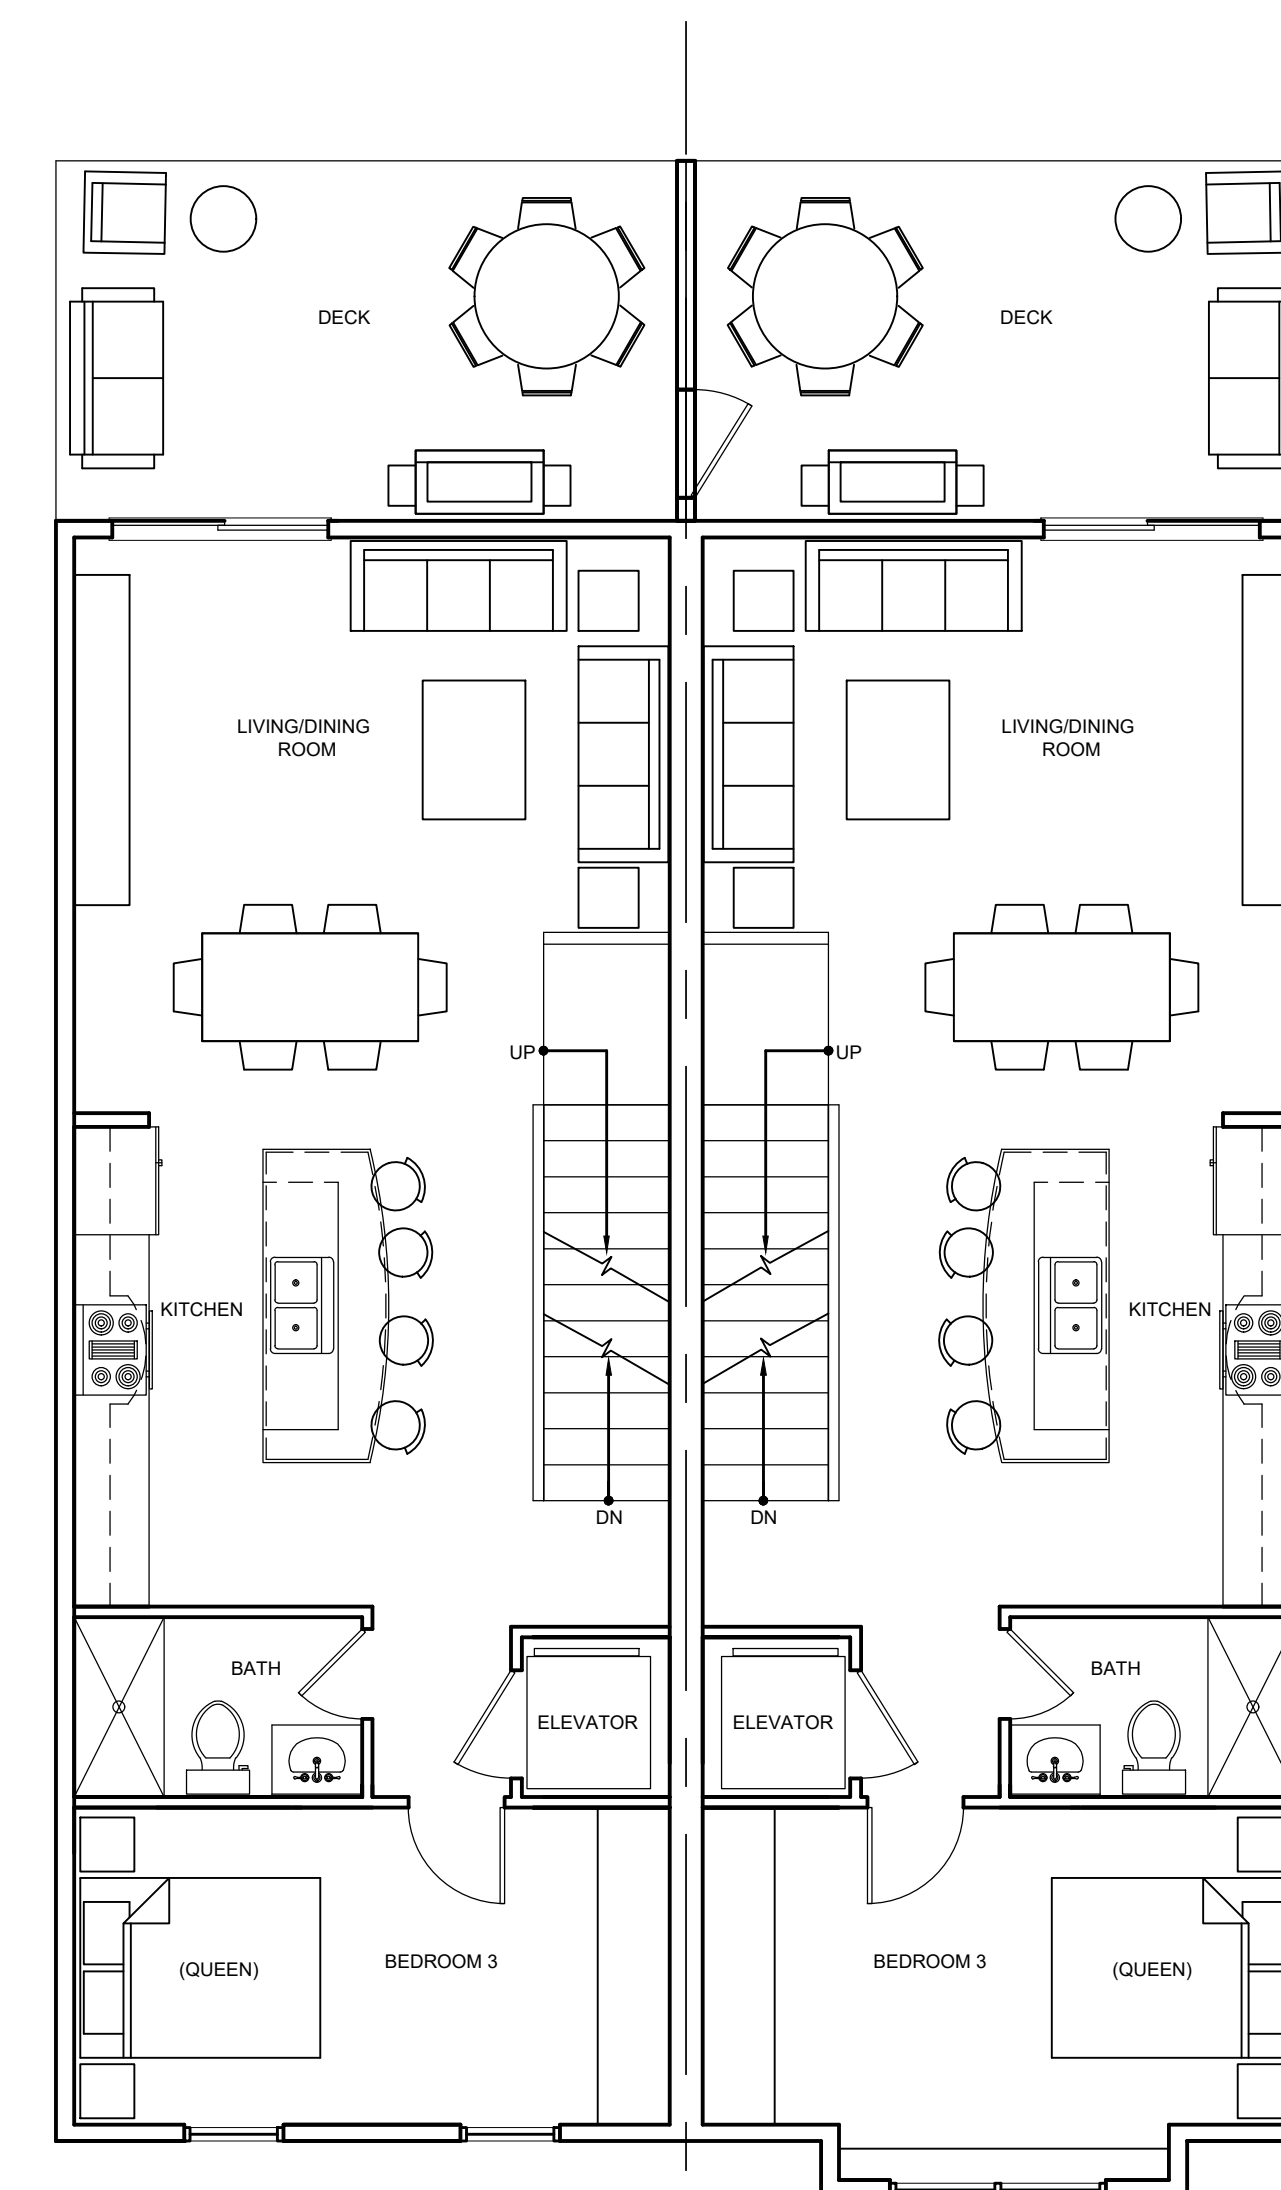 DECK
DECK
LIVING/DINING
ROOM
LIVING/DINING
ROOM
UP
UP
KITCHEN
KITCHEN
DN
DN
BATH
BATH
ELEVATOR
ELEVATOR
(QUEEN)
BEDROOM 3
BEDROOM 3
(QUEEN)